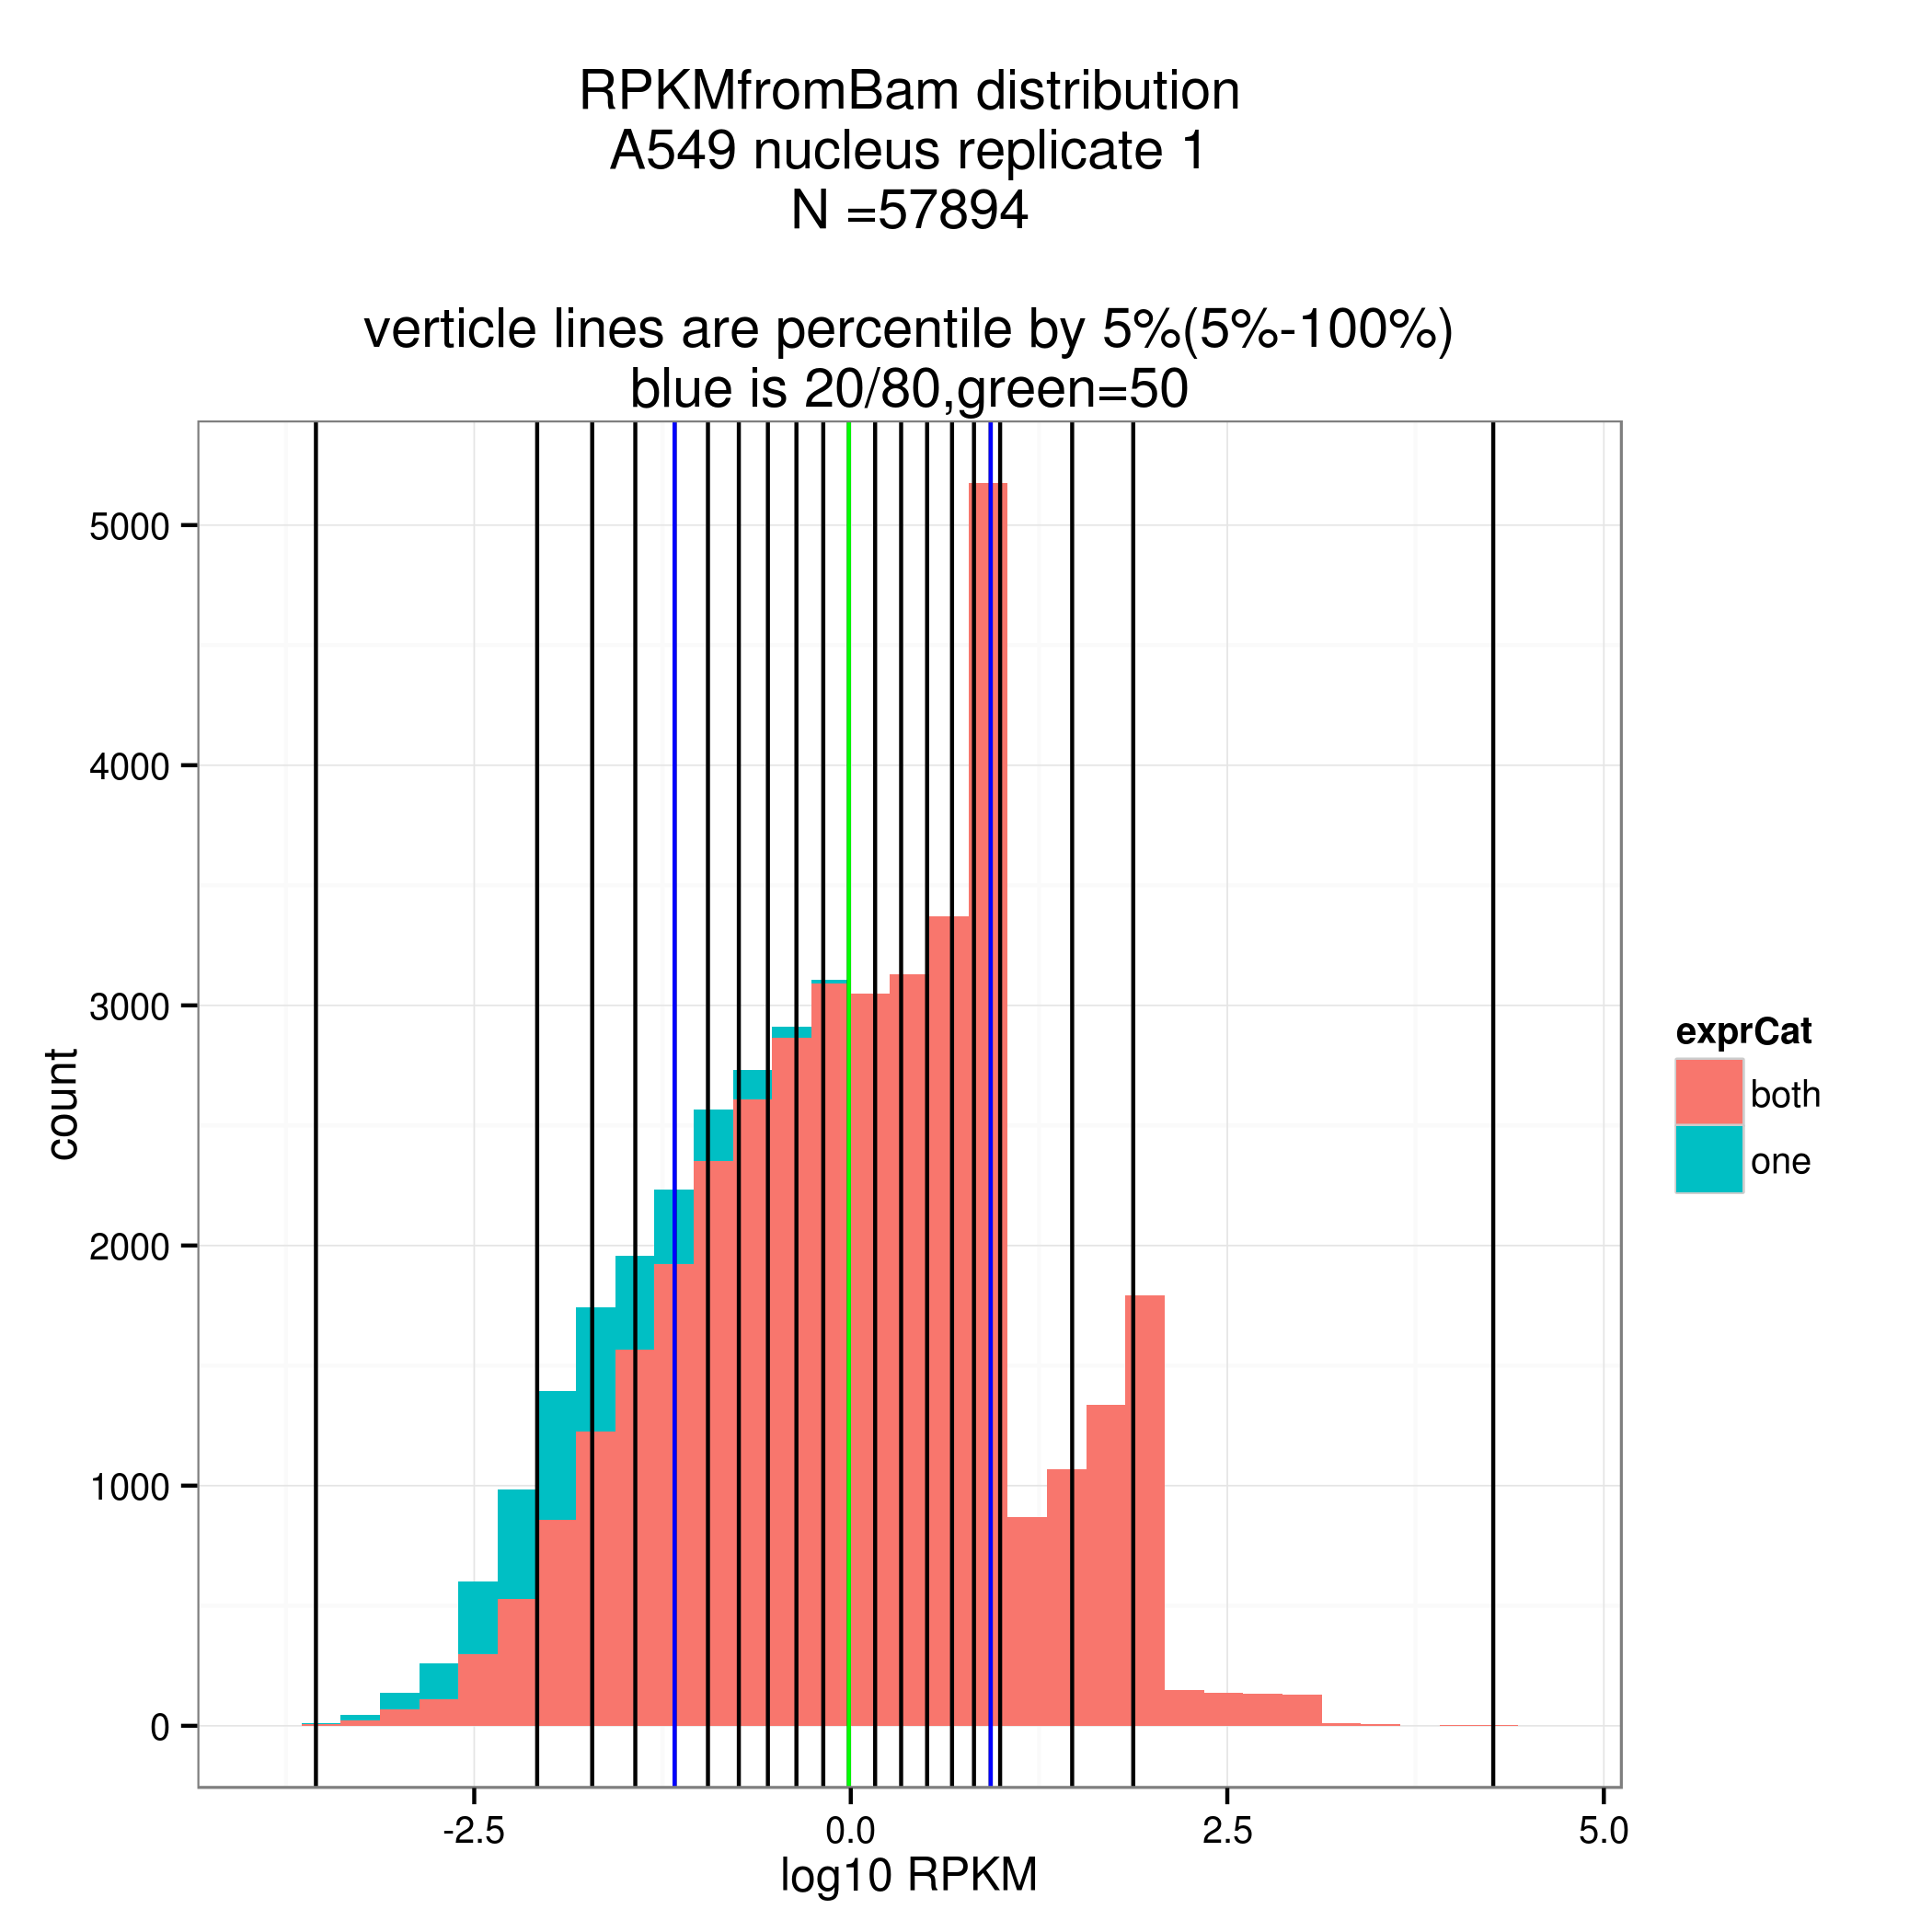 RPKMfromBam distribution
A549 nucleus replicate 1
N =57894
verticle lines are percentile by 5%(5%-100%)
blue is 20/80,green=50
5000
4000
3000
2000
1000
0
count
-2.5
0.0
2.5
5.0
log10 RPKM
exprCat
both
one